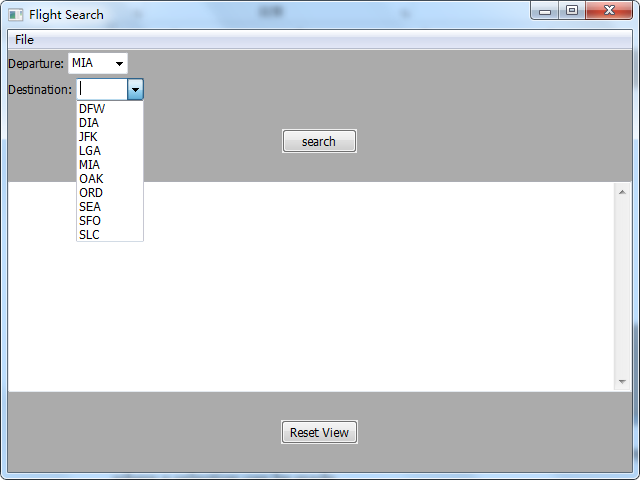 Flight Search
File
Departure: MIA
Destination:
DFW
DIA
JFK
LGA
MIA
OAK
ORD
SEA
SFO
SLC
search
Reset View